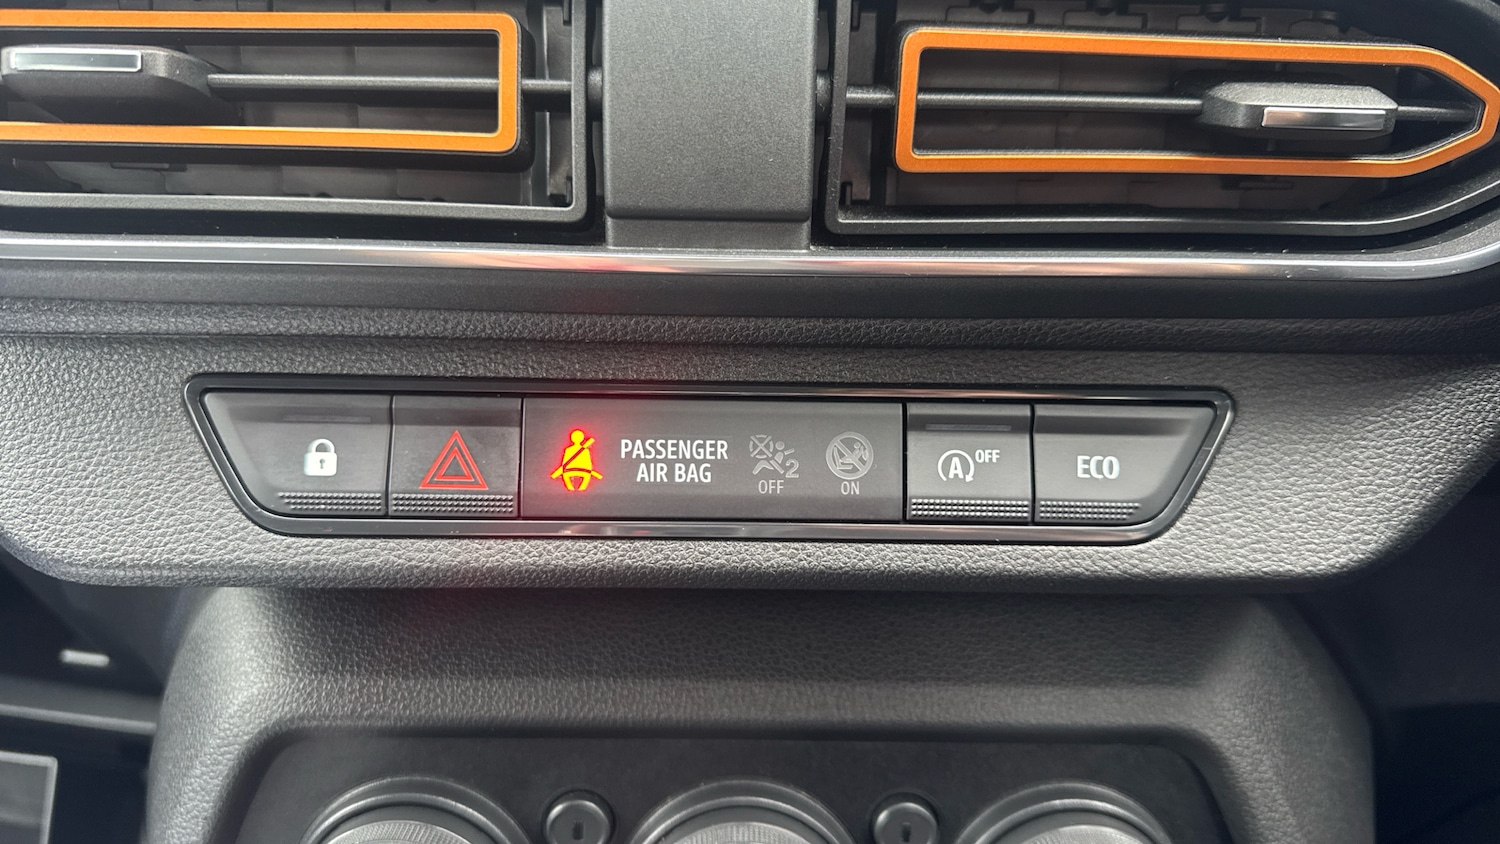 PASSENGER
AIR BAG
2
OFF
ON
A OFF
ECO